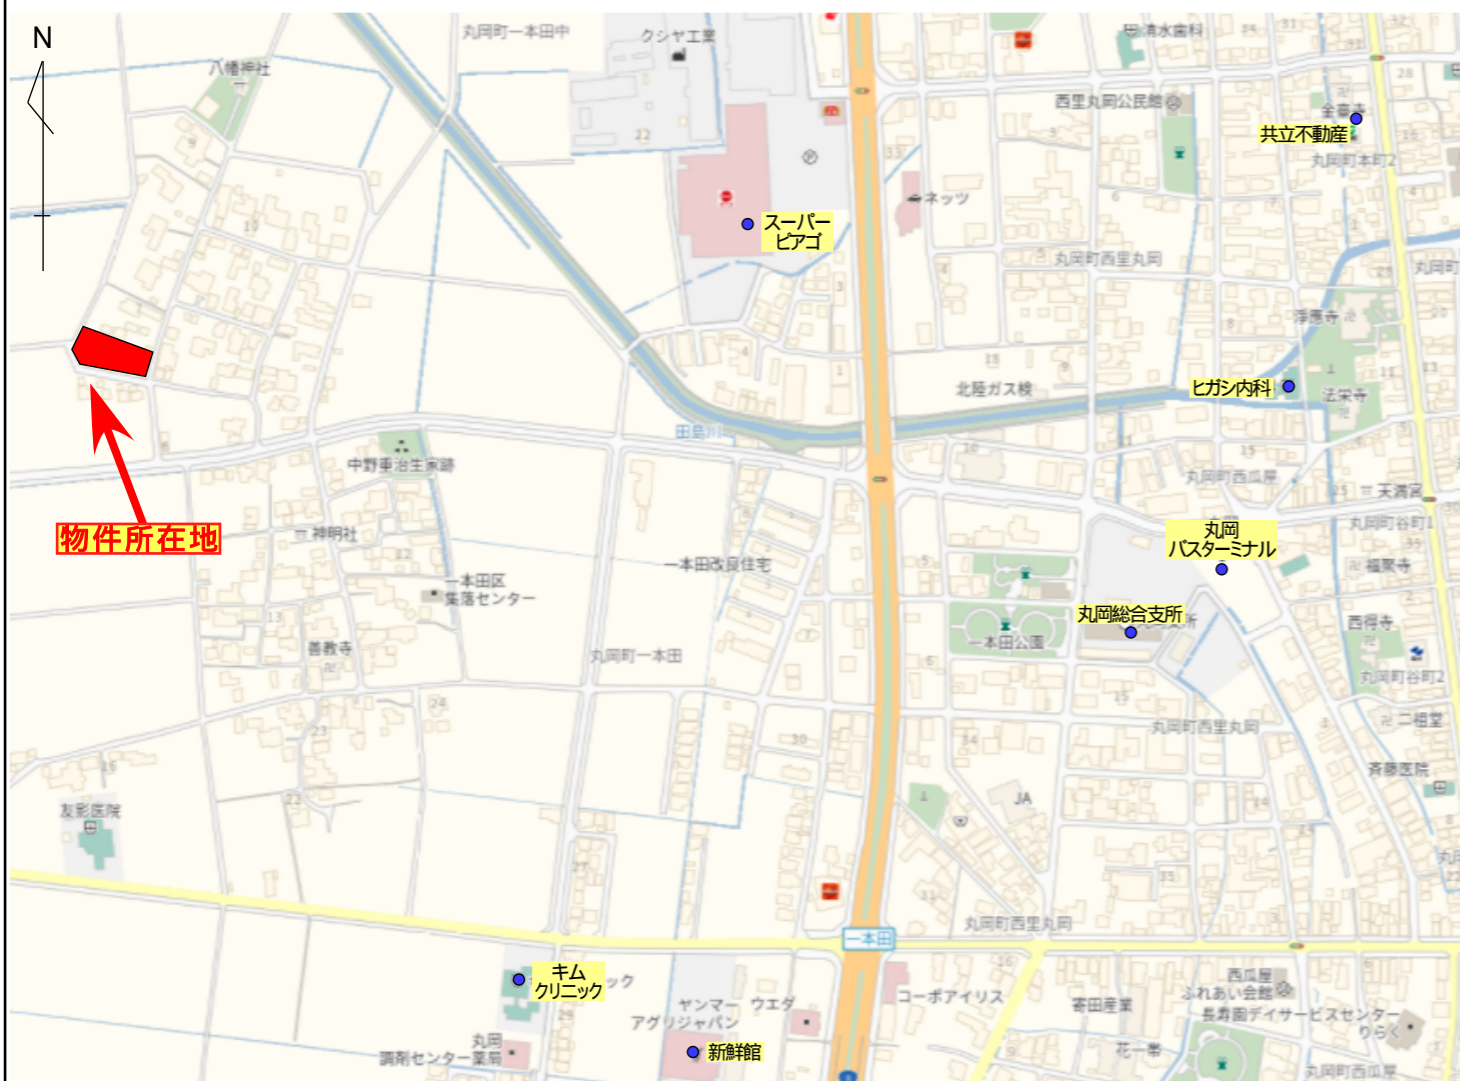 N
丸岡町一本田中
クシヤ工業
清水歯科
八幡神社
西里丸岡公民館
共立不動産
丸岡町本町2
ネッツ
スーパー
ピアゴ
丸岡町西里丸岡
丸岡町
淨應寺
北陸ガス検
ヒガシ内科
法栄寺
田島川
中野重治生家跡
丸岡町西瓜屋
天満宮
丸岡町谷町1
物件所在地
神明社
丸岡
バスターミナル
一本田改良住宅
福聚寺
一本田区
集落センター
丸岡総合支所
西得寺
一本田公園
善教寺
丸岡町一本田
丸岡町谷町2
丸岡町西里丸岡
二祖堂
斉藤医院
JA
友影医院
丸岡町西里丸岡
一本田
キム
クリニック
ック
ヤンマー
アグリジャパン
ウエダ
コーポアイリス
寄田産業
西瓜屋
ふれあい会館
長寿園デイサービスセンター
りらく
丸岡
調剤センター薬局
新鮮館
花一帯
丸岡町西瓜屋